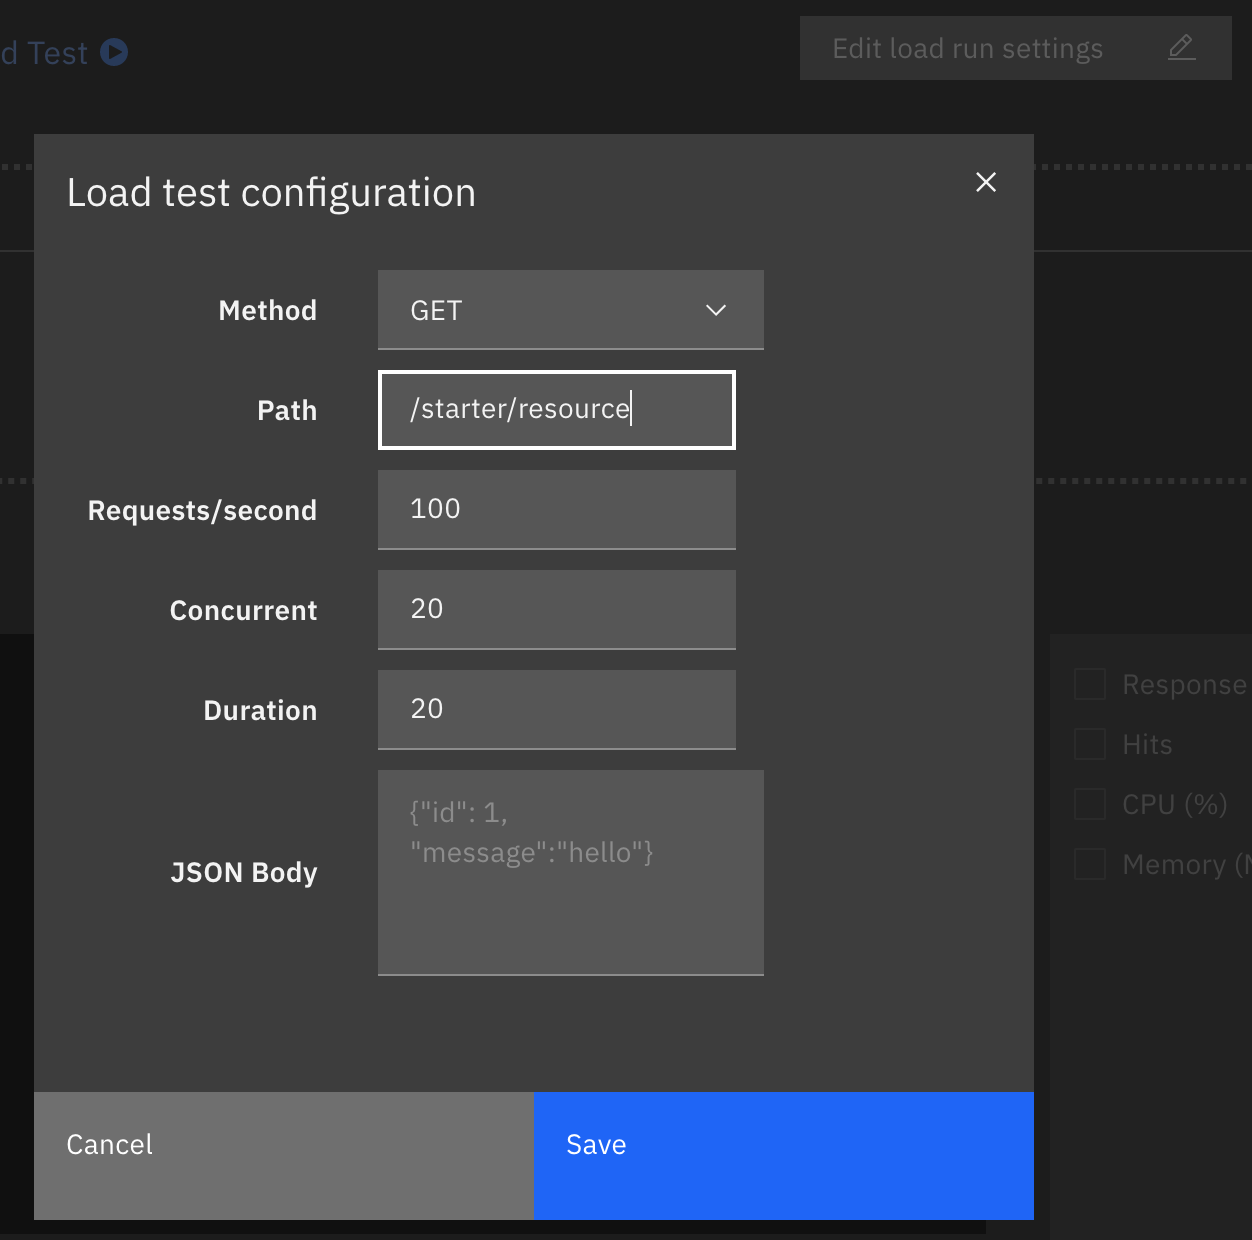 d Test
Edit load run settings
Load test configuration
Method
GET
Path
/starter/resource
Requests/second
100
Concurrent
20
Duration
20
JSON Body
{"id": 1,
"message":"hello"}
Response
Hits
CPU (%)
Memory (
Cancel
Save